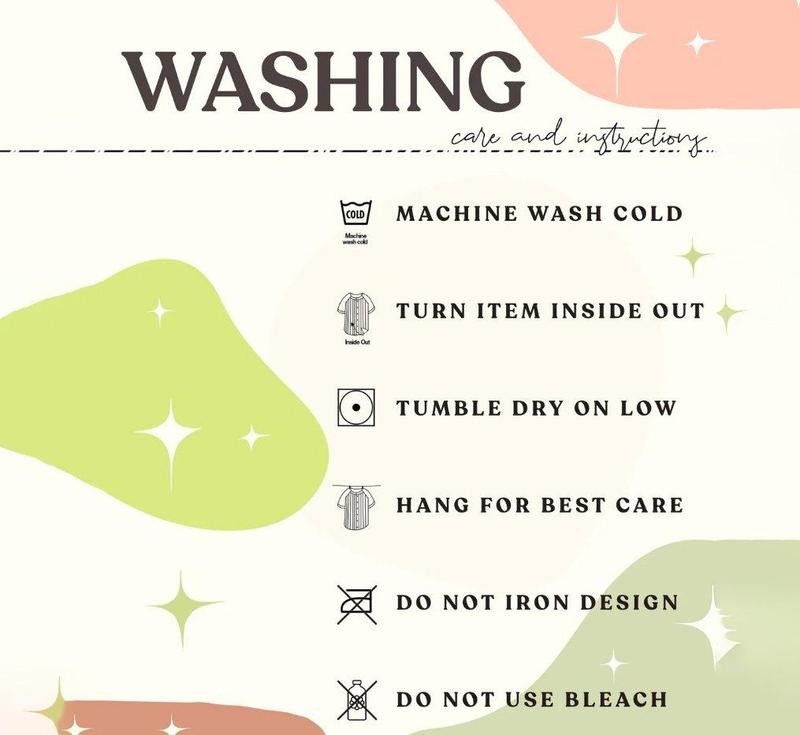 WASHING
care and instructions
COLD
Machine
wash cold
MACHINE WASH COLD
Inside Out
TURN ITEM INSIDE OUT
TUMBLE DRY ON LOW
HANG FOR BEST CARE
DO NOT IRON DESIGN
DO NOT USE BLEACH